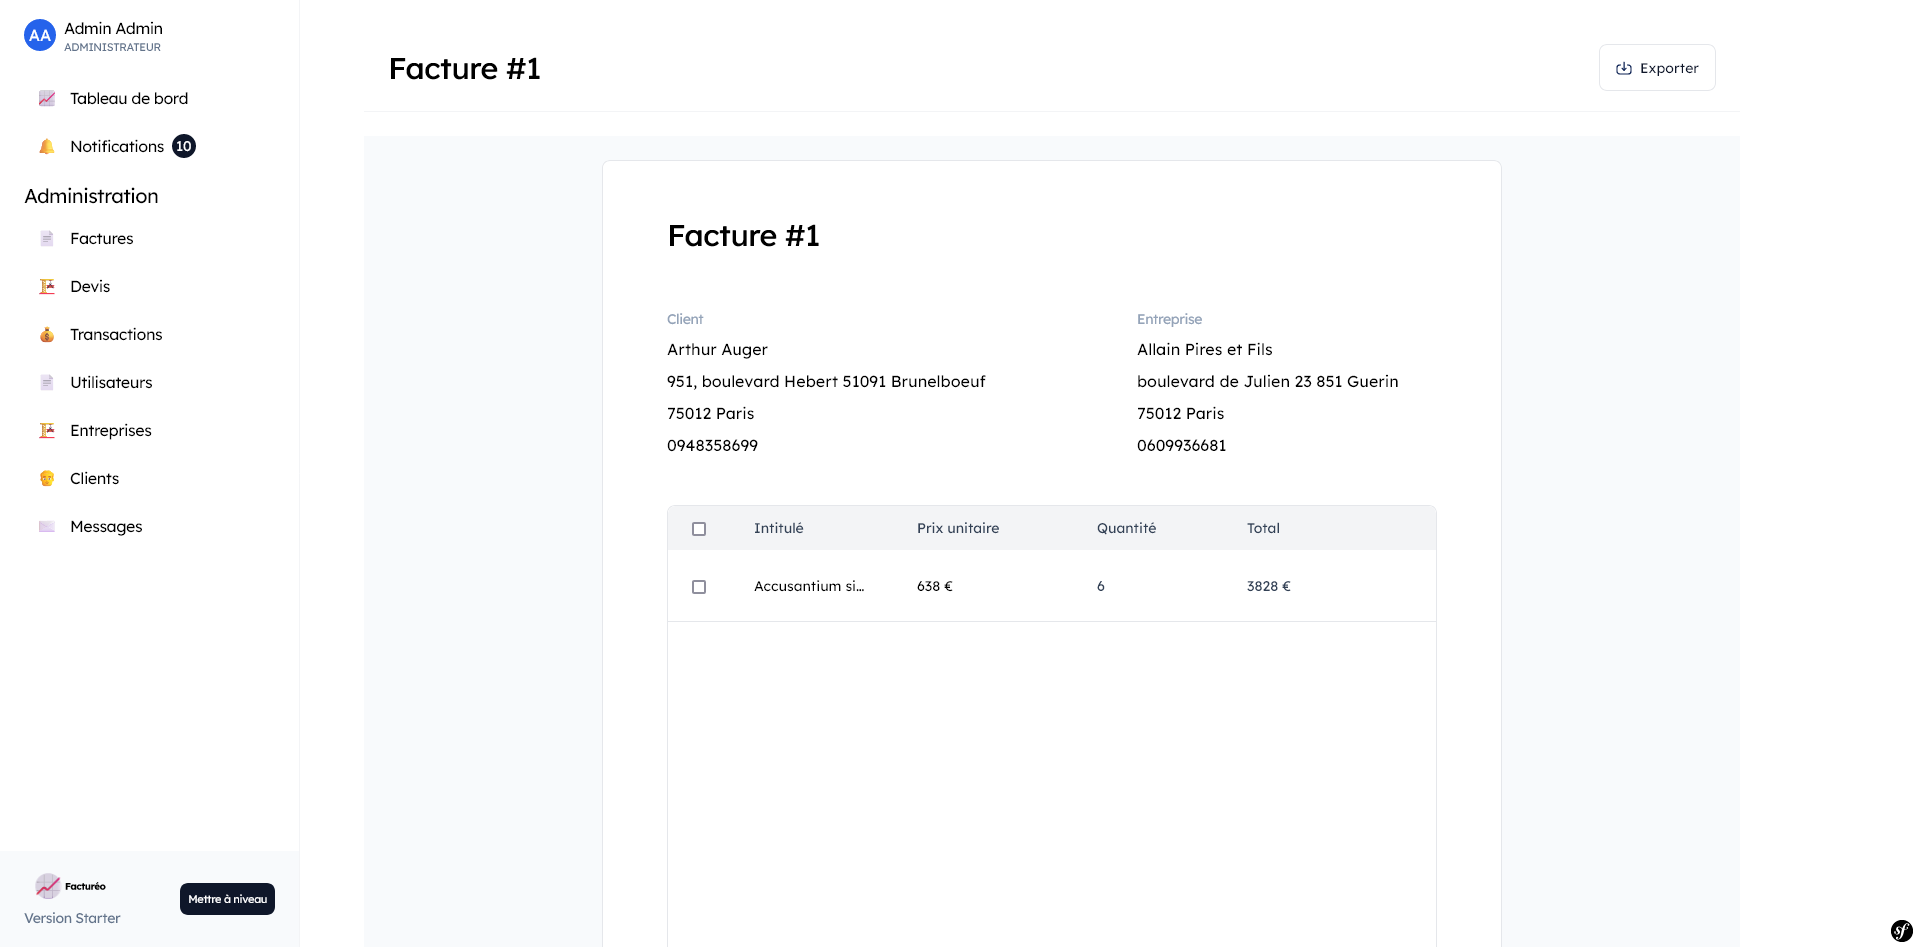 AA
Admin Admin
ADMINISTRATEUR
Tableau de bord
Notifications 10
Administration
Factures
Devis
Transactions
Utilisateurs
Entreprises
Clients
Messages
Facturéo
Version Starter
Mettre à niveau
Facture #1
Exporter
Facture #1
Client
Arthur Auger
951, boulevard Hebert 51091 Brunelboeuf
75012 Paris
0948358699
Entreprise
Allain Pires et Fils
boulevard de Julien 23 851 Guerin
75012 Paris
0609936681
Intitulé Prix unitaire Quantité Total
Accusantium si... 638 € 6 3828 €
sf